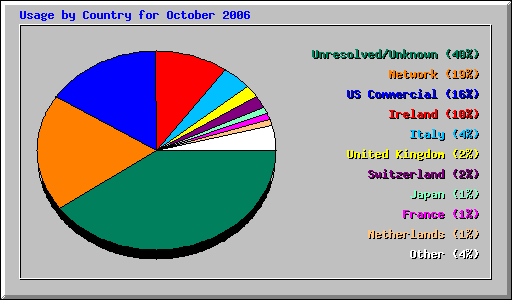 Usage by Country for October 2006
Unresolved/Unknown (40%)
Network (19%)
US Commercial (16%)
Ireland (10%)
Italy (4%)
United Kingdom (2%)
Switzerland (2%)
Japan (1%)
France (1%)
Netherlands (1%)
Other (4%)